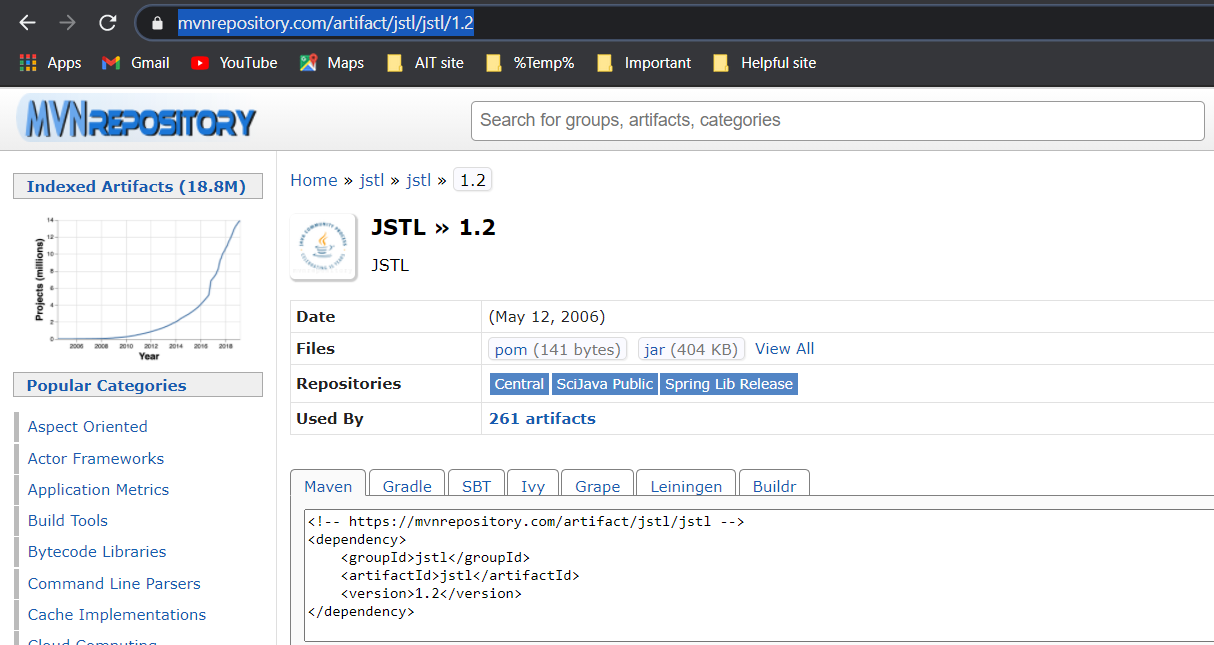 mvnrepository.com/artifact/jstl/jstl/1.2
Apps Gmail YouTube Maps AIT site %Temp% Important Helpful site
MVNREPOSITORY
Search for groups, artifacts, categories
Indexed Artifacts (18.8M)
Projects (millions)
14
12
10
8
6
4
2
0
2006 2008 2010 2012 2014 2016 2018
Year
Popular Categories
Aspect Oriented
Actor Frameworks
Application Metrics
Build Tools
Bytecode Libraries
Command Line Parsers
Cache Implementations
Cloud Computing
Home » jstl » jstl » 1.2
JAVA COMMUNITY PROCESS
JSTL » 1.2
JSTL
Date (May 12, 2006)
Files pom (141 bytes) jar (404 KB) View All
Repositories Central SciJava Public Spring Lib Release
Used By 261 artifacts
Maven Gradle SBT Ivy Grape Leiningen Buildr
<!-- https://mvnrepository.com/artifact/jstl/jstl -->
<dependency>
    <groupId>jstl</groupId>
    <artifactId>jstl</artifactId>
    <version>1.2</version>
</dependency>